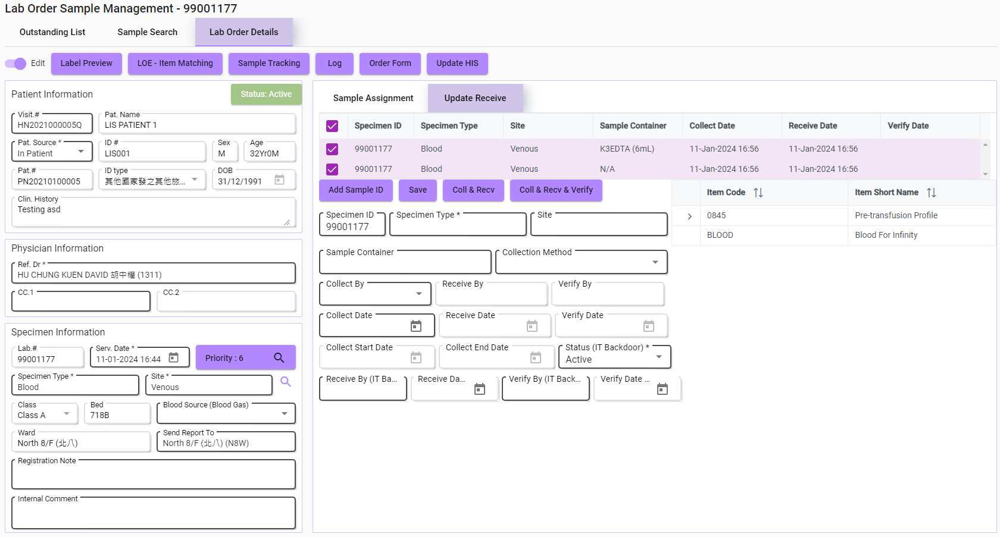 Lab Order Sample Management - 99001177
Outstanding List
Sample Search
Lab Order Details
Edit
Label Preview
LOE - Item Matching
Sample Tracking
Log
Order Form
Update HIS
Patient Information
Status: Active
Visit.#
HN2021000005Q
Pat. Name
LIS PATIENT 1
Pat. Source *
In Patient
ID #
LIS001
Sex
M
Age
32Yr0M
Pat.#
PN20210100005
ID type
其他國家發之其他旅...
DOB
31/12/1991
Clin. History
Testing asd
Physician Information
Ref. Dr *
HU CHUNG KUEN DAVID 胡中權 (1311)
CC.1
CC.2
Specimen Information
Lab.#
99001177
Serv. Date *
11-01-2024 16:44
Priority : 6
Specimen Type *
Blood
Site *
Venous
Class
Class A
Bed
718B
Blood Source (Blood Gas)
Ward
North 8/F (北八)
Send Report To
North 8/F (北八) (N8W)
Registration Note
Internal Comment
Sample Assignment
Update Receive
Specimen ID
Specimen Type
Site
Sample Container
Collect Date
Receive Date
Verify Date
99001177
Blood
Venous
K3EDTA (6mL)
11-Jan-2024 16:56
11-Jan-2024 16:56
99001177
Blood
Venous
N/A
11-Jan-2024 16:56
11-Jan-2024 16:56
Add Sample ID
Save
Coll & Recv
Coll & Recv & Verify
Item Code
Item Short Name
0845
Pre-transfusion Profile
BLOOD
Blood For Infinity
Specimen ID
99001177
Specimen Type *
Site
Sample Container
Collection Method
Collect By
Receive By
Verify By
Collect Date
Receive Date
Verify Date
Collect Start Date
Collect End Date
Status (IT Backdoor) *
Active
Receive By (IT Ba...
Receive Da...
Verify By (IT Back...
Verify Date ...